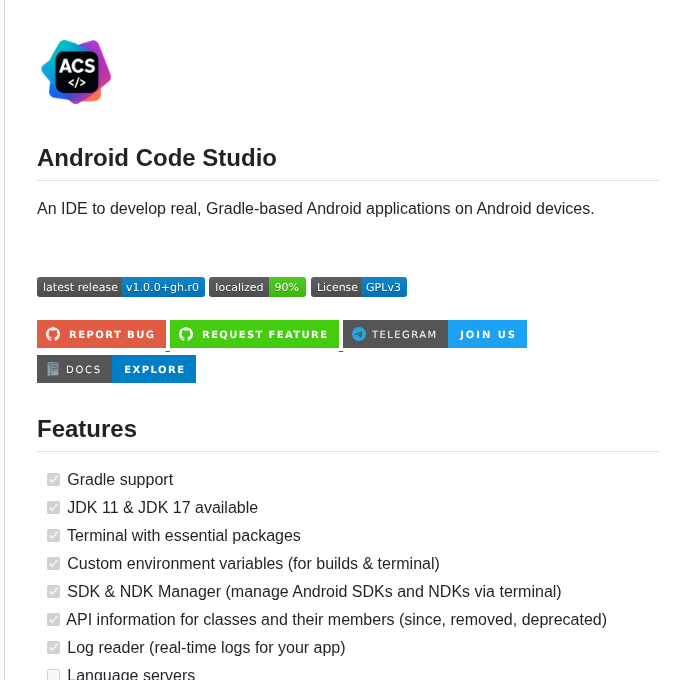 ACS
</>
Android Code Studio
An IDE to develop real, Gradle-based Android applications on Android devices.
latest release v1.0.0+gh.r0 localized 90% License GPLv3
REPORT BUG REQUEST FEATURE TELEGRAM JOIN US
DOCS EXPLORE
Features
Gradle support
JDK 11 & JDK 17 available
Terminal with essential packages
Custom environment variables (for builds & terminal)
SDK & NDK Manager (manage Android SDKs and NDKs via terminal)
API information for classes and their members (since, removed, deprecated)
Log reader (real-time logs for your app)
Language servers